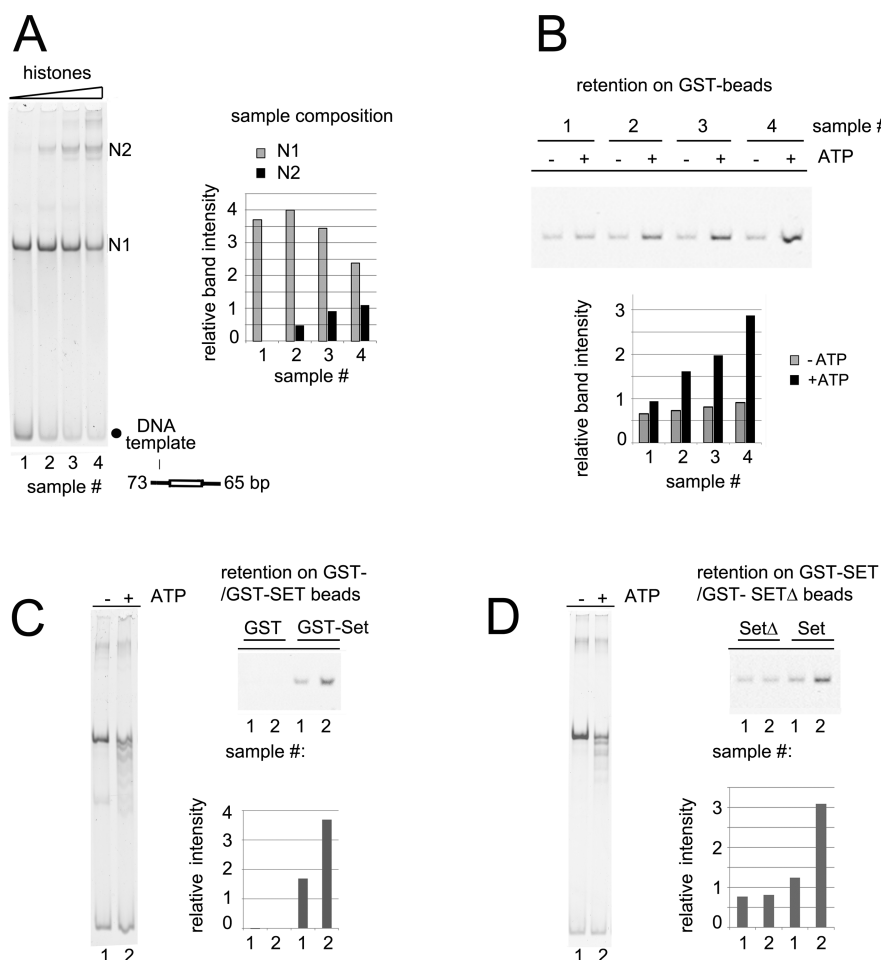 A
histones
N2
N1
DNA
template
1 2 3 4
sample #
73 65 bp
sample composition
N1
N2
relative band intensity
4
3
2
1
0
1 2 3 4
sample #
B
retention on GST-beads
1 2 3 4 sample #
- + - + - + - + ATP
relative band intensity
3
2
1
0
- ATP
+ATP
1 2 3 4
sample #
C
- + ATP
1 2
retention on GST-
/GST-SET beads
GST GST-Set
1 2 1 2
sample #:
relative intensity
4
3
2
1
0
1 2 1 2
D
- + ATP
1 2
retention on GST-SET
/GST- SETΔ beads
SetΔ Set
1 2 1 2
sample #:
relative intensity
3
2
1
0
1 2 1 2